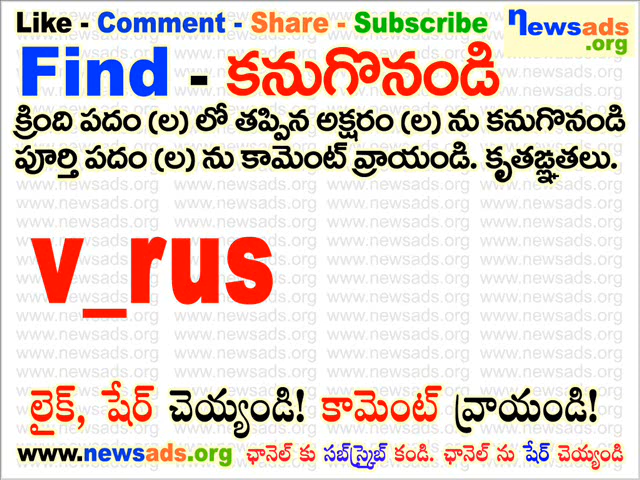 Like - Comment - Share - Subscribe
newsads
.org
Find - కనుగొనండి
క్రింది పదం (ల) లో తప్పిన అక్షరం (ల) ను కనుగొనండి
పూర్తి పదం (ల) ను కామెంట్ వ్రాయండి. కృతజ్ఞతలు.
v_rus
లైక్, షేర్ చెయ్యండి! కామెంట్ వ్రాయండి!
www.newsads.org ఛానెల్ కు సబ్‌స్క్రైబ్ కండి. ఛానెల్ ను షేర్ చెయ్యండి